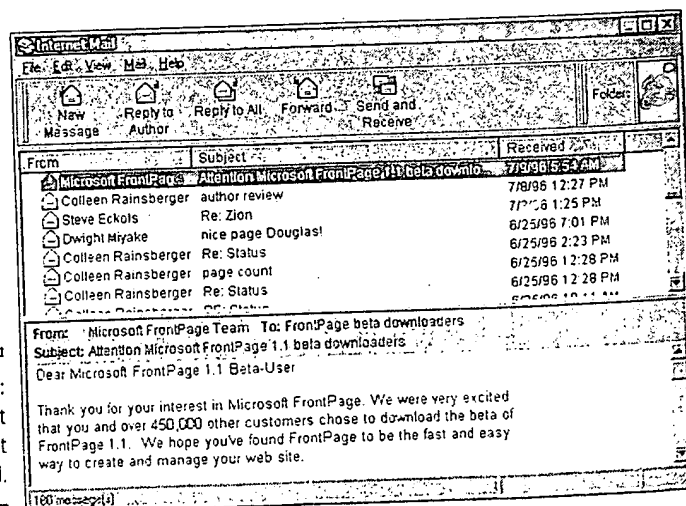 Internet Mail
File Edit View Mail Help
New Message
Reply to Author
Reply to All
Forward
Send and Receive
Folder:
From Subject Received
Microsoft FrontPage Attention Microsoft FrontPage 1.1 beta downlo... 7/9/96 5:54 AM
Colleen Rainsberger author review 7/8/96 12:27 PM
Steve Eckols Re: Zion 1:25 PM
Dwight Miyake nice page Douglas! 6/25/96 7:01 PM
Colleen Rainsberger Re: Status 6/25/96 2:23 PM
Colleen Rainsberger page count 6/25/96 12:28 PM
Colleen Rainsberger Re: Status 6/25/96 12:28 PM
From: Microsoft FrontPage Team To: FrontPage beta downloaders
Subject: Attention Microsoft FrontPage 1.1 beta downloaders
Dear Microsoft FrontPage 1.1 Beta-User
Thank you for your interest in Microsoft FrontPage. We were very excited
that you and over 450,000 other customers chose to download the beta of
FrontPage 1.1. We hope you've found FrontPage to be the fast and easy
way to create and manage your web site.
160 message(s)